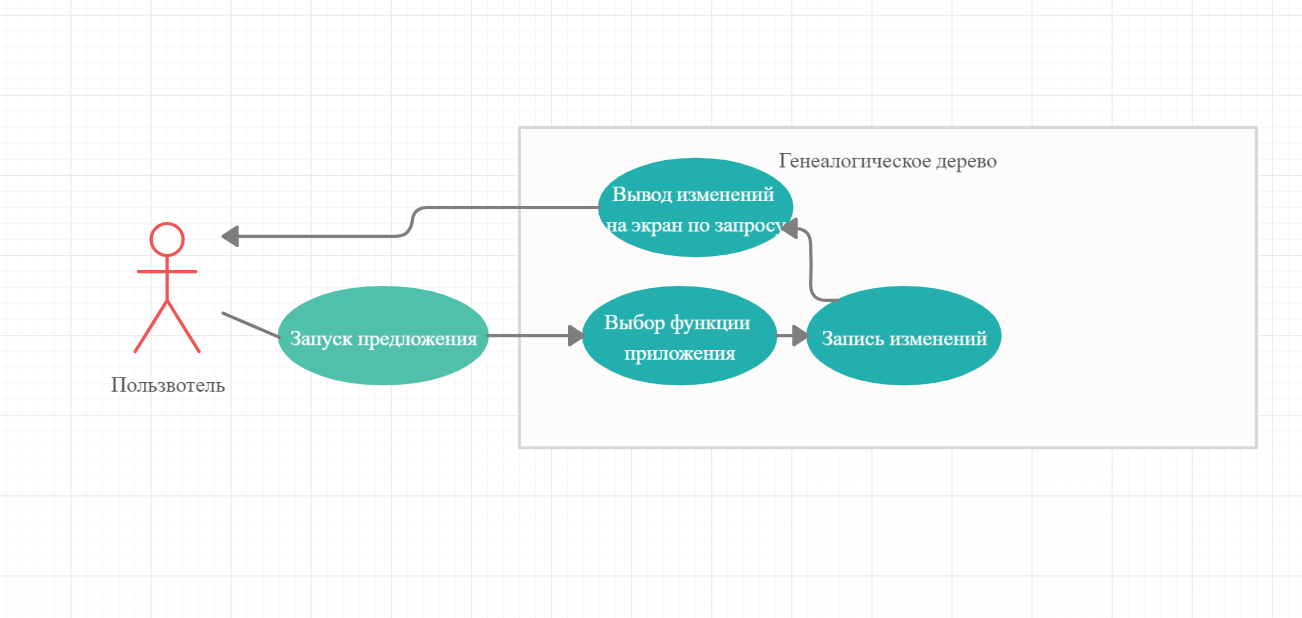 Генеалогическое дерево
Вывод изменений
на экран по запросу
Запуск предложения
Выбор функции
приложения
Запись изменений
Пользвотель